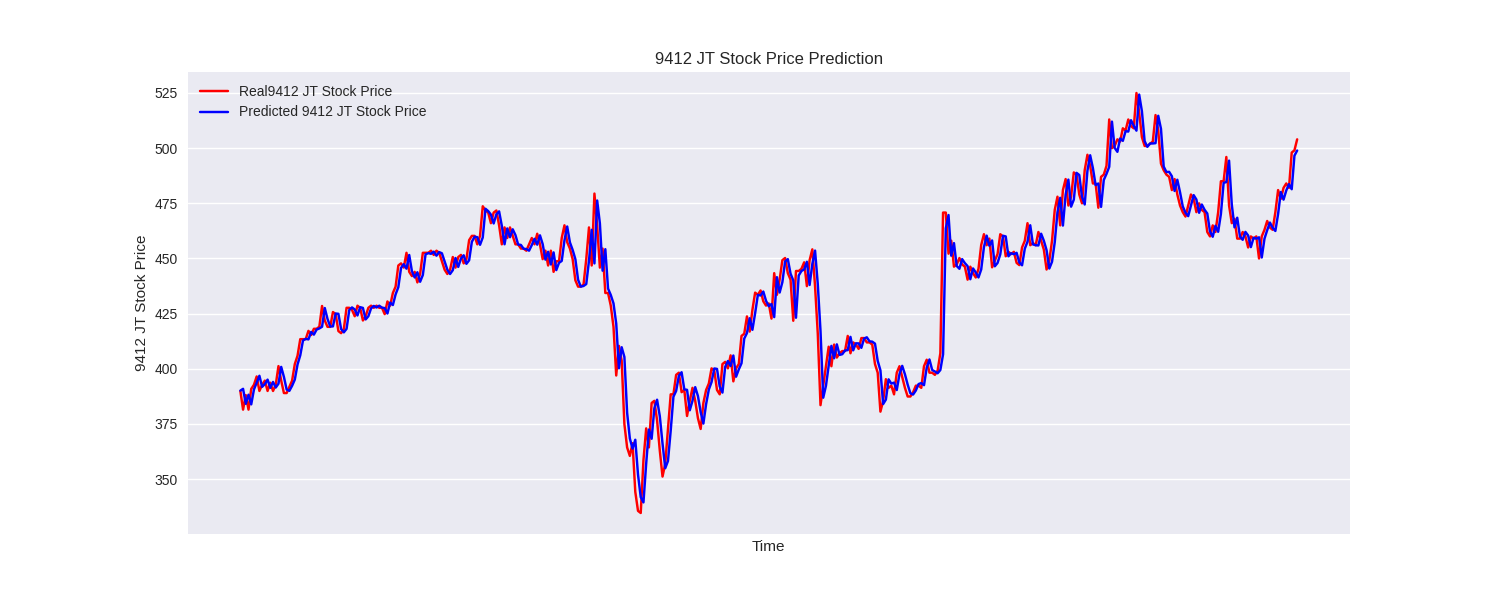 9412 JT Stock Price Prediction
Real9412 JT Stock Price
Predicted 9412 JT Stock Price
525
500
475
450
425
400
375
350
9412 JT Stock Price
Time